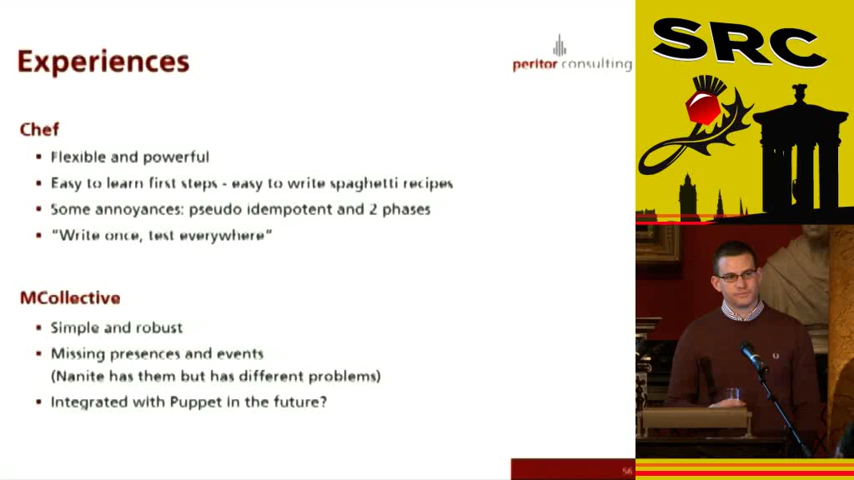 Experiences
peritor consulting
Chef
Flexible and powerful
Easy to learn first steps - easy to write spaghetti recipes
Some annoyances: pseudo idempotent and 2 phases
"Write once, test everywhere"
MCollective
Simple and robust
Missing presences and events
(Nanite has them but has different problems)
Integrated with Puppet in the future?
56
SRC